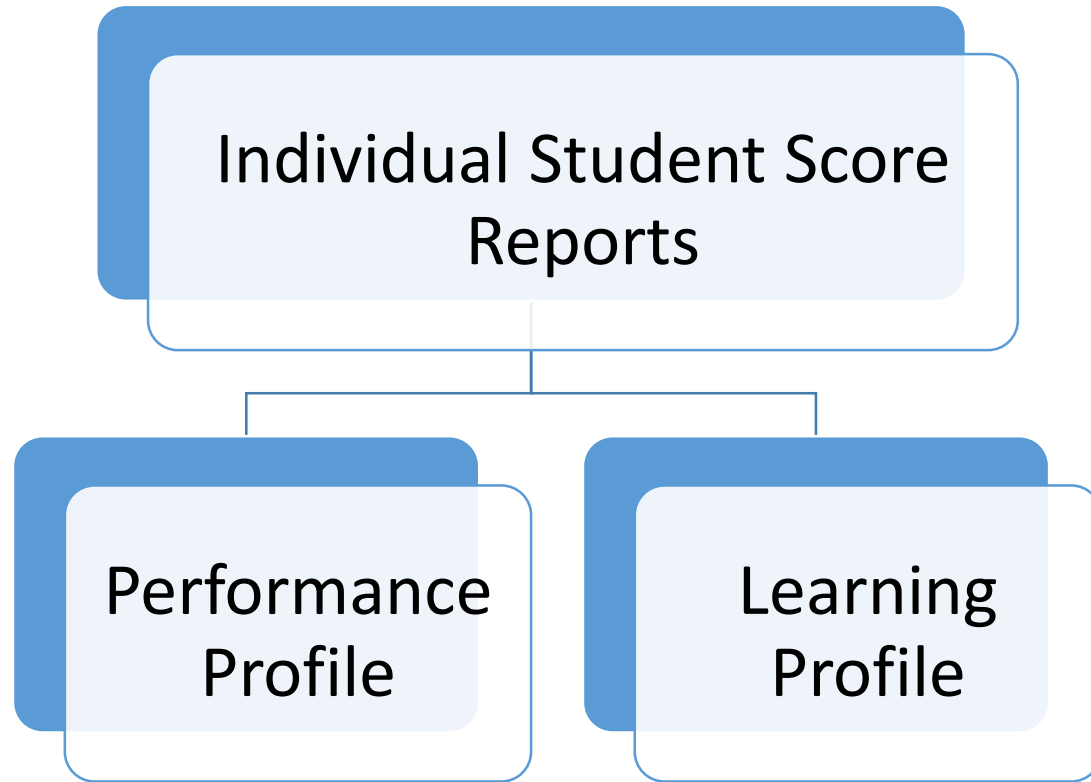 Individual Student Score
Reports
Performance
Profile
Learning
Profile